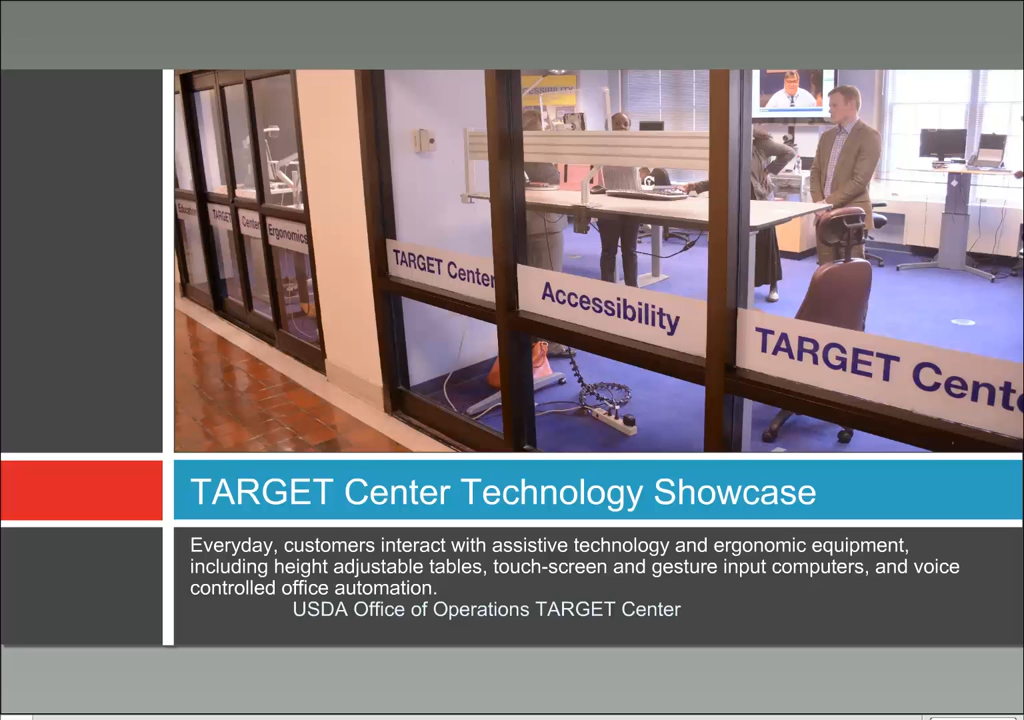 SSIBILITY
Education
TARGET
Center
Ergonomics
TARGET Center
Accessibility
TARGET Cent
TARGET Center Technology Showcase
Everyday, customers interact with assistive technology and ergonomic equipment,
including height adjustable tables, touch-screen and gesture input computers, and voice
controlled office automation.
USDA Office of Operations TARGET Center